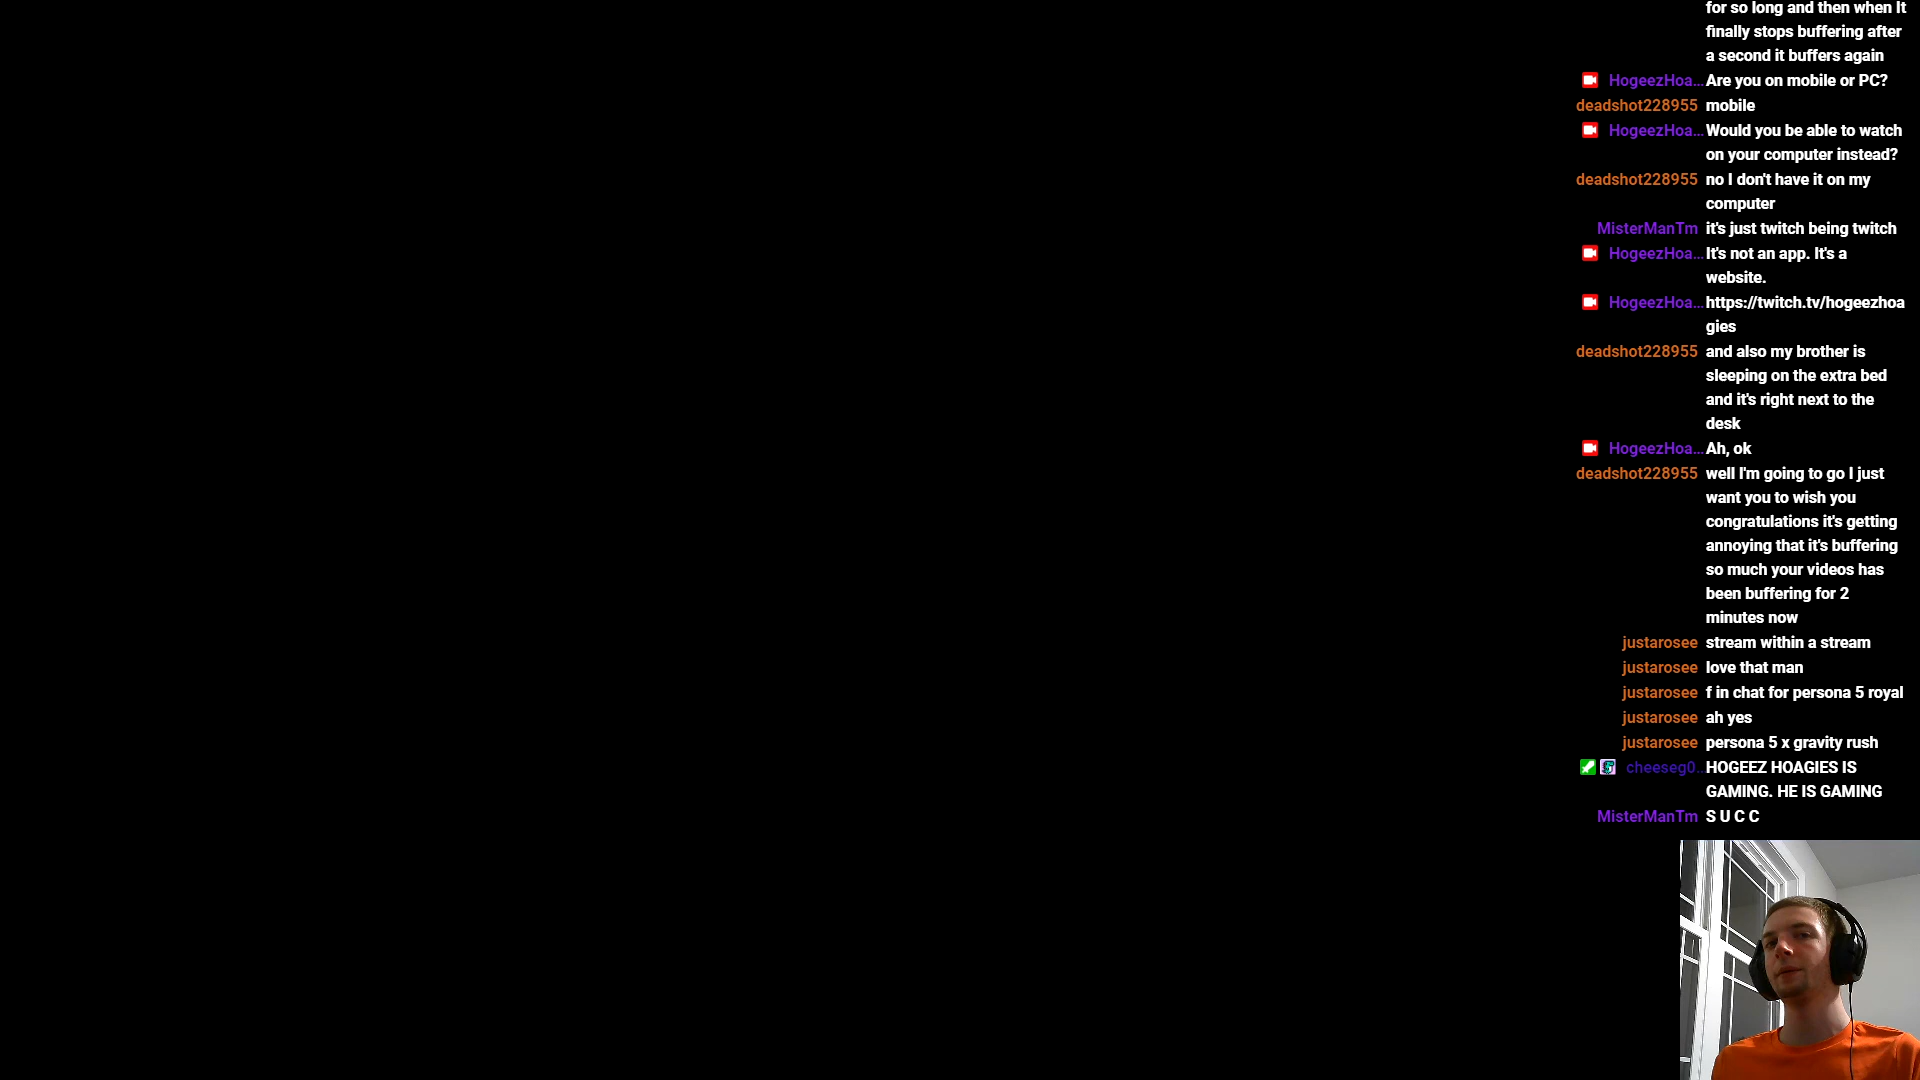 for so long and then when It
finally stops buffering after
a second it buffers again
HogeezHoa... Are you on mobile or PC?
deadshot228955 mobile
HogeezHoa... Would you be able to watch
on your computer instead?
deadshot228955 no I don't have it on my
computer
MisterManTm it's just twitch being twitch
HogeezHoa... It's not an app. It's a
website.
HogeezHoa... https://twitch.tv/hogeezhoa
gies
deadshot228955 and also my brother is
sleeping on the extra bed
and it's right next to the
desk
HogeezHoa... Ah, ok
deadshot228955 well I'm going to go I just
want you to wish you
congratulations it's getting
annoying that it's buffering
so much your videos has
been buffering for 2
minutes now
justarosee stream within a stream
justarosee love that man
justarosee f in chat for persona 5 royal
justarosee ah yes
justarosee persona 5 x gravity rush
cheeseg0... HOGEEZ HOAGIES IS
GAMING. HE IS GAMING
MisterManTm S U C C